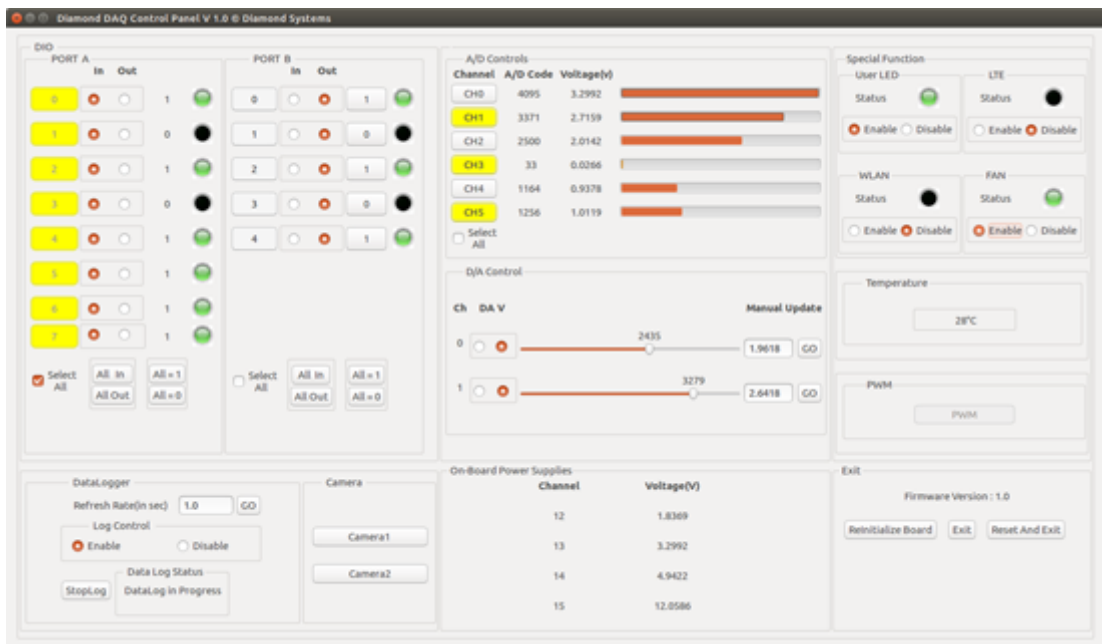 Diamond DAQ Control Panel V 1.0 © Diamond Systems
DIO
PORT A
In Out
0 1
1 0
2 1
3 0
4 1
5 1
6 1
7 1
Select All
All In All = 1
All Out All = 0
PORT B
In Out
0 1
1 0
2 1
3 0
4 1
Select All
All In All = 1
All Out All = 0
A/D Controls
Channel A/D Code Voltage(v)
CH0 4095 3.2992
CH1 3371 2.7159
CH2 2500 2.0142
CH3 33 0.0266
CH4 1164 0.9378
CH5 1256 1.0119
Select
All
D/A Control
Ch DA V Manual Update
2435
0 1.9618 GO
3279
1 2.6418 GO
Special Function
User LED
Status
Enable Disable
LTE
Status
Enable Disable
WLAN
Status
Enable Disable
FAN
Status
Enable Disable
Temperature
28°C
PWM
PWM
DataLogger
Refresh Rate(in sec) 1.0 GO
Log Control
Enable Disable
Data Log Status
StopLog DataLog in Progress
Camera
Camera1
Camera2
On-Board Power Supplies
Channel Voltage(V)
12 1.8369
13 3.2992
14 4.9422
15 12.0586
Exit
Firmware Version : 1.0
Reinitialize Board Exit Reset And Exit